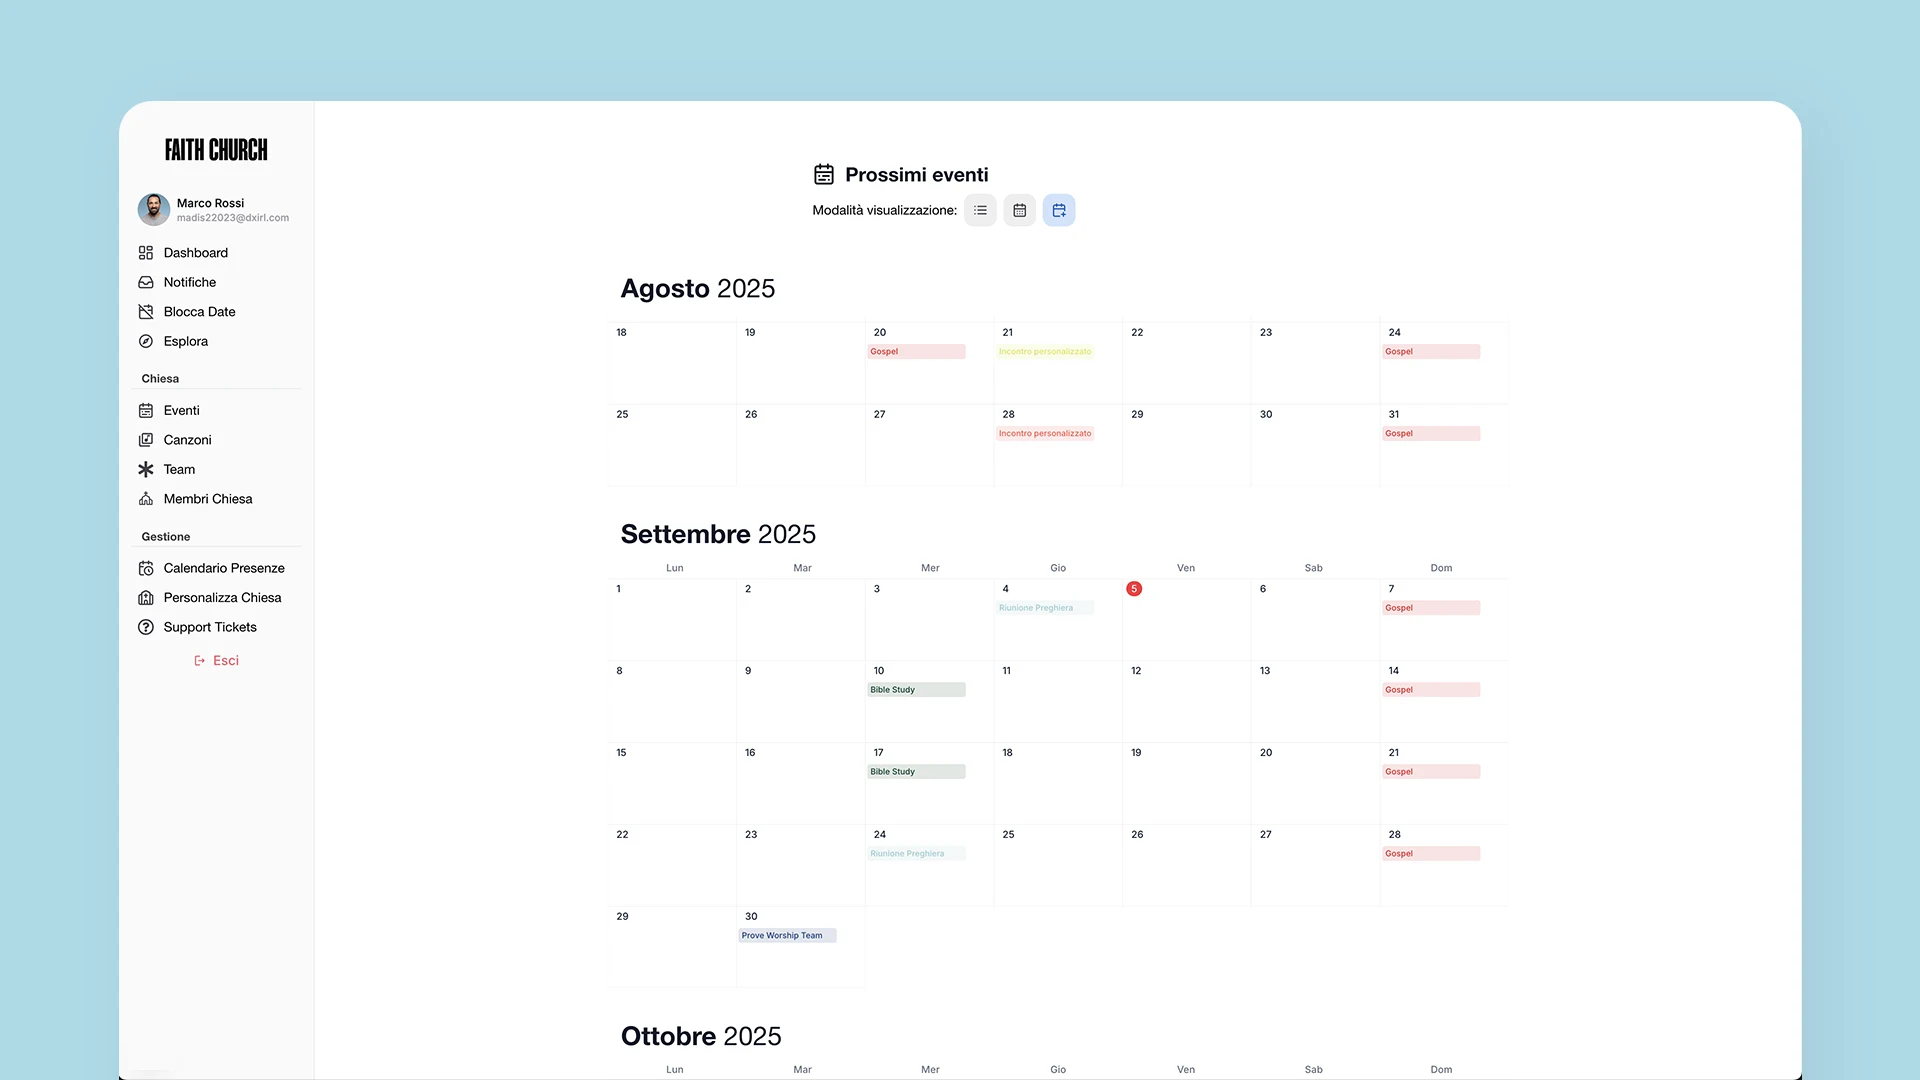 FAITH CHURCH
Marco Rossi
madis22023@dxirl.com
Dashboard
Notifiche
Blocca Date
Esplora
Chiesa
Eventi
Canzoni
Team
Membri Chiesa
Gestione
Calendario Presenze
Personalizza Chiesa
Support Tickets
Esci
Prossimi eventi
Modalità visualizzazione:
Agosto 2025
18 19 20 21 22 23 24
Gospel Incontro personalizzato Gospel
25 26 27 28 29 30 31
Incontro personalizzato Gospel
Settembre 2025
Lun Mar Mer Gio Ven Sab Dom
1 2 3 4 5 6 7
Riunione Preghiera Gospel
8 9 10 11 12 13 14
Bible Study Gospel
15 16 17 18 19 20 21
Bible Study Gospel
22 23 24 25 26 27 28
Riunione Preghiera Gospel
29 30
Prove Worship Team
Ottobre 2025
Lun Mar Mer Gio Ven Sab Dom